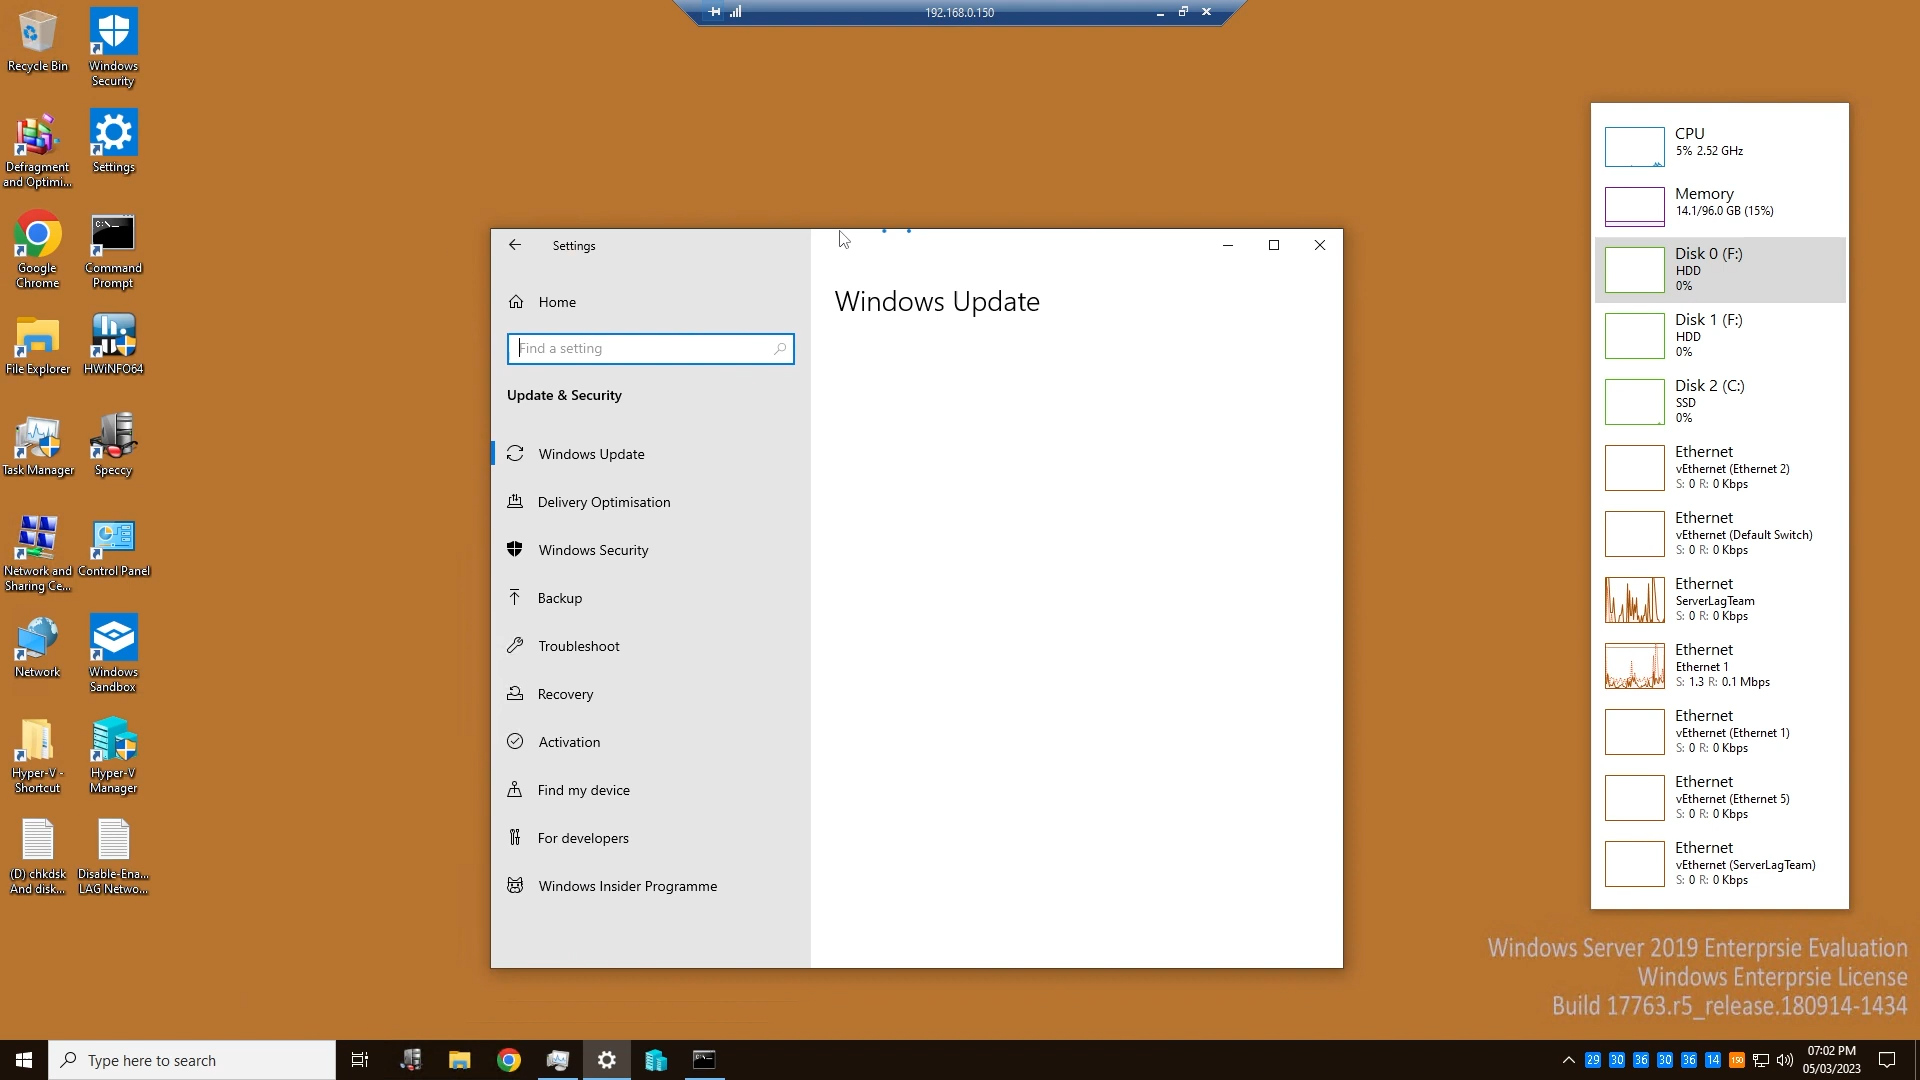 192.168.0.150
Recycle Bin
Windows
Security
Defragment
and Optimi...
Settings
Google
Chrome
Command
Prompt
File Explorer
HWiNFO64
Task Manager
Speccy
Network and
Sharing Ce...
Control Panel
Network
Windows
Sandbox
Hyper-V -
Shortcut
Hyper-V
Manager
(D) chkdsk
And disk...
Disable-Ena...
LAG Netwo...
Settings
Home
Find a setting
Update & Security
Windows Update
Delivery Optimisation
Windows Security
Backup
Troubleshoot
Recovery
Activation
Find my device
For developers
Windows Insider Programme
Windows Update
CPU
5% 2.52 GHz
Memory
14.1/96.0 GB (15%)
Disk 0 (F:)
HDD
0%
Disk 1 (F:)
HDD
0%
Disk 2 (C:)
SSD
0%
Ethernet
vEthernet (Ethernet 2)
S: 0 R: 0 Kbps
Ethernet
vEthernet (Default Switch)
S: 0 R: 0 Kbps
Ethernet
ServerLagTeam
S: 0 R: 0 Kbps
Ethernet
Ethernet 1
S: 1.3 R: 0.1 Mbps
Ethernet
vEthernet (Ethernet 1)
S: 0 R: 0 Kbps
Ethernet
vEthernet (Ethernet 5)
S: 0 R: 0 Kbps
Ethernet
vEthernet (ServerLagTeam)
S: 0 R: 0 Kbps
Windows Server 2019 Enterprsie Evaluation
Windows Enterprsie License
Build 17763.r5_release.180914-1434
Type here to search
29 30 36 30 36 14 150
07:02 PM
05/03/2023